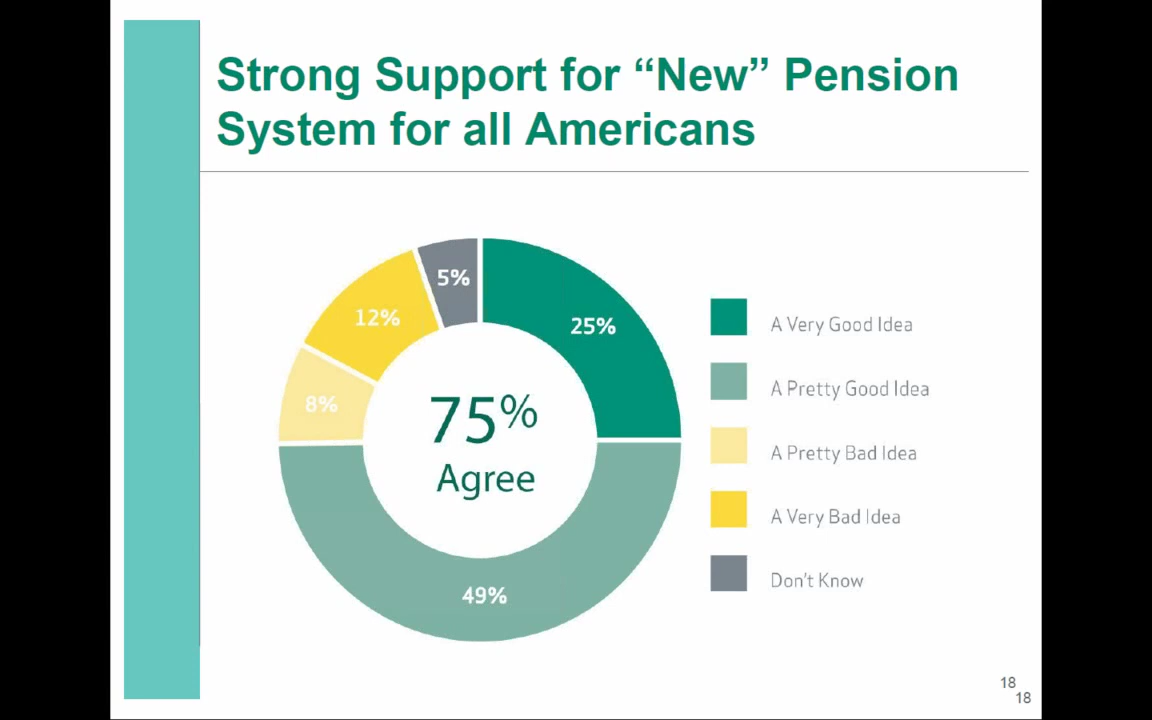 Strong Support for “New” Pension
System for all Americans
5%
12%
25%
8%
75%
Agree
49%
A Very Good Idea
A Pretty Good Idea
A Pretty Bad Idea
A Very Bad Idea
Don't Know
18
18